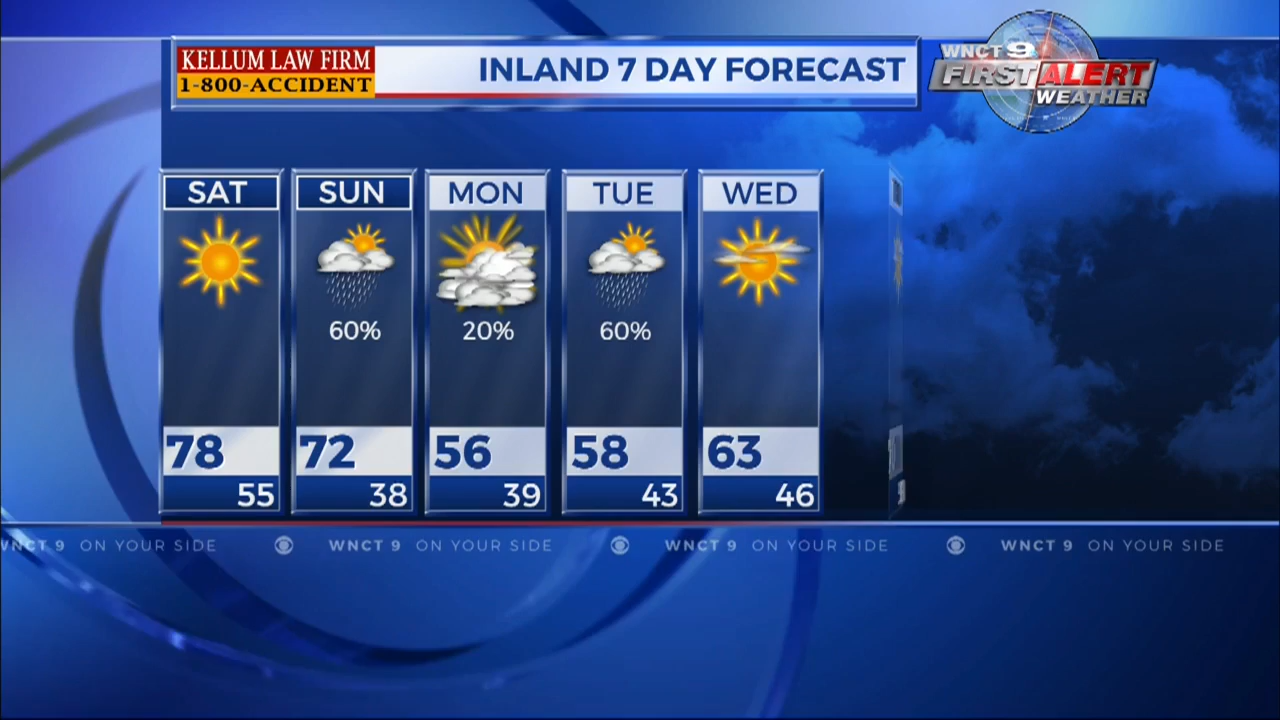 KELLUM LAW FIRM
1-800-ACCIDENT
INLAND 7 DAY FORECAST
WNCT 9
FIRST ALERT
WEATHER
SAT SUN MON TUE WED
60% 20% 60%
78 72 56 58 63
55 38 39 43 46
WNCT 9 ON YOUR SIDE WNCT 9 ON YOUR SIDE WNCT 9 ON YOUR SIDE WNCT 9 ON YOUR SIDE